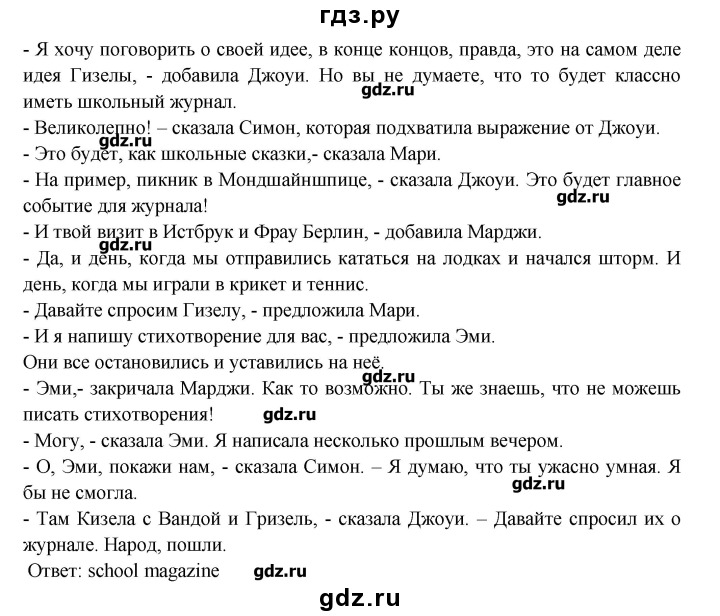 гдз.ру
- Я хочу поговорить о своей идее, в конце концов, правда, это на самом деле
идея Гизелы, - добавила Джоуи. Но вы не думаете, что то будет классно
gdz.ru
иметь школьный журнал.
- Великолепно! – сказала Симон, которая подхватила выражение от Джоуи.
gdz.ru
- Это будет, как школьные сказки,- сказала Мари.
- На пример, пикник в Мондшайншпице, - сказала Джоуи. Это будет главное
gdz.ru
событие для журнала!
- И твой визит в Истбрук и Фрау Берлин, - добавила Марджи.
gdz.ru
- Да, и день, когда мы отправились кататься на лодках и начался шторм. И
день, когда мы играли в крикет и теннис.
- Давайте спросим Гизелу, - предложила Мари.
- И я напишу стихотворение для вас, - предложила Эми.
Они все остановились и уставились на неё.
gdz.ru
- Эми,- закричала Марджи. Как то возможно. Ты же знаешь, что не можешь
писать стихотворения!
gdz.ru
- Могу, - сказала Эми. Я написала несколько прошлым вечером.
- О, Эми, покажи нам, - сказала Симон. – Я думаю, что ты ужасно умная. Я
gdz.ru
бы не смогла.
- Там Кизела с Вандой и Гризель, - сказала Джоуи. – Давайте спросил их о
журнале. Народ, пошли.
Ответ: school magazine
gdz.ru
gdz.ru